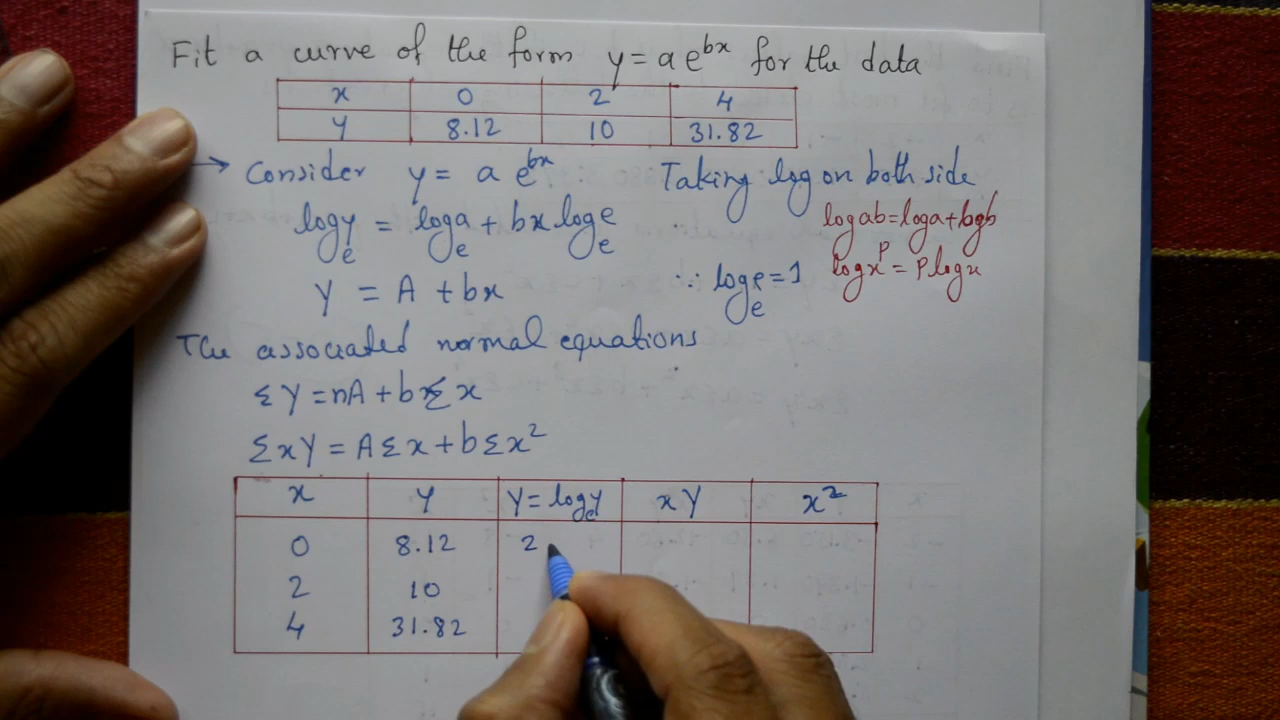 Fit a curve of the form y = a e^bx for the data
x 0 2 4
y 8.12 10 31.82
→ Consider y = a e^bx Taking log on both side
log_e y = log_e a + bx log_e e log ab = log a + log b
Y = A + bx ∵ log_e e = 1 log x^p = p log x
The associated normal equations
ΣY = nA + b Σx
ΣxY = AΣx + bΣx²
x y Y = log_e y xY x²
0 8.12 2
2 10
4 31.82